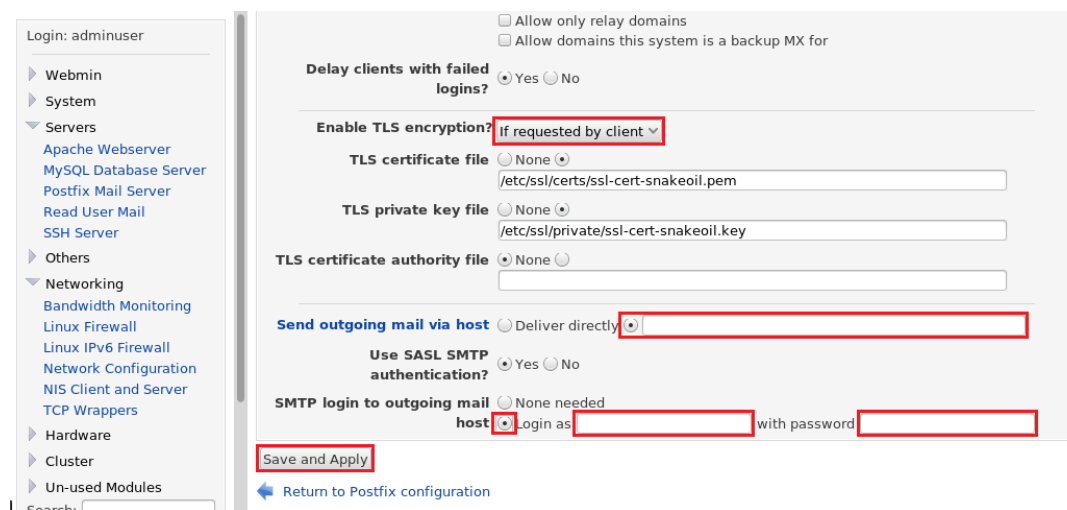 Login: adminuser
Webmin
System
Servers
Apache Webserver
MySQL Database Server
Postfix Mail Server
Read User Mail
SSH Server
Others
Networking
Bandwidth Monitoring
Linux Firewall
Linux IPv6 Firewall
Network Configuration
NIS Client and Server
TCP Wrappers
Hardware
Cluster
Un-used Modules
Search:
Allow only relay domains
Allow domains this system is a backup MX for
Delay clients with failed
logins? Yes No
Enable TLS encryption? If requested by client
TLS certificate file None
/etc/ssl/certs/ssl-cert-snakeoil.pem
TLS private key file None
/etc/ssl/private/ssl-cert-snakeoil.key
TLS certificate authority file None
Send outgoing mail via host Deliver directly
Use SASL SMTP
authentication? Yes No
SMTP login to outgoing mail None needed
host Login as with password
Save and Apply
Return to Postfix configuration